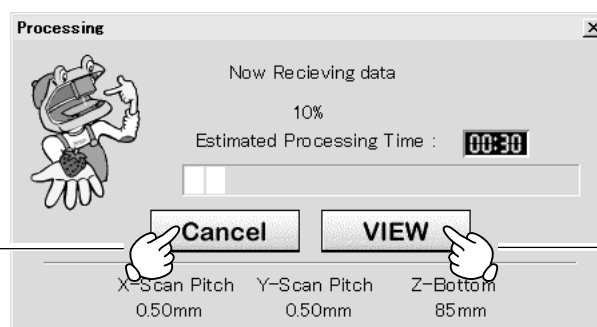 Processing
Now Recieving data
10%
Estimated Processing Time : 00:30
Cancel VIEW
X-Scan Pitch Y-Scan Pitch Z-Bottom
0.50mm 0.50mm 85mm